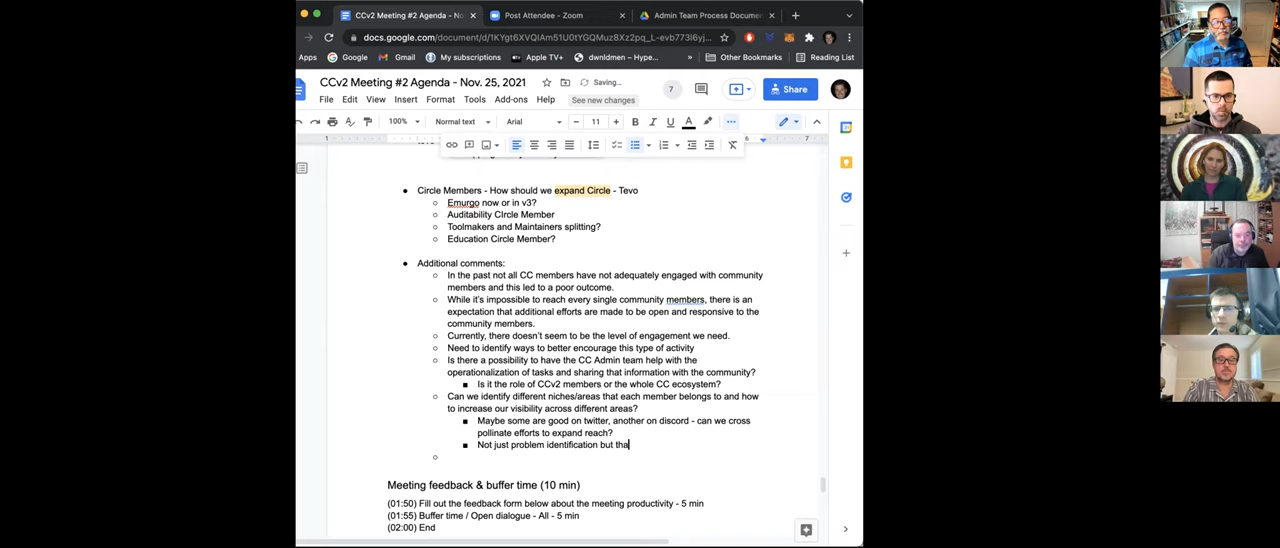 CCv2 Meeting #2 Agenda - No
Post Attendee - Zoom
Admin Team Process Documen
docs.google.com/document/d/1KYgt6XVQIAm51U0tYGQMuz8Xz2pq_L-evb773i6yj...
Apps Google Gmail My subscriptions Apple TV+ dwnldmen – Hype... » Other Bookmarks Reading List
CCv2 Meeting #2 Agenda - Nov. 25, 2021 Saving... 7 Share
File Edit View Insert Format Tools Add-ons Help See new changes
100% Normal text Arial 11 B I U A
1 6 7
Circle Members - How should we expand Circle - Tevo
Emurgo now or in v3?
Auditability CIrcle Member
Toolmakers and Maintainers splitting?
Education Circle Member?
Additional comments:
In the past not all CC members have not adequately engaged with community
members and this led to a poor outcome.
While it's impossible to reach every single community members, there is an
expectation that additional efforts are made to be open and responsive to the
community members.
Currently, there doesn't seem to be the level of engagement we need.
Need to identify ways to better encourage this type of activity
Is there a possibility to have the CC Admin team help with the
operationalization of tasks and sharing that information with the community?
Is it the role of CCv2 members or the whole CC ecosystem?
Can we identify different niches/areas that each member belongs to and how
to increase our visibility across different areas?
Maybe some are good on twitter, another on discord - can we cross
pollinate efforts to expand reach?
Not just problem identification but tha
Meeting feedback & buffer time (10 min)
(01:50) Fill out the feedback form below about the meeting productivity - 5 min
(01:55) Buffer time / Open dialogue - All - 5 min
(02:00) End